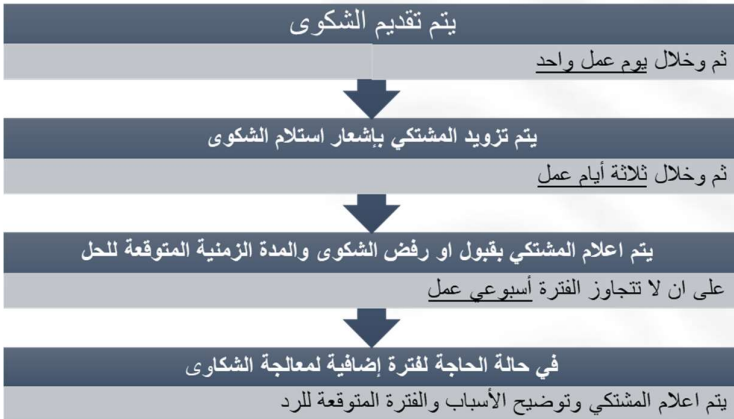 يتم تقديم الشكوى
ثم وخلال يوم عمل واحد
يتم تزويد المشتكي بإشعار استلام الشكوى
ثم وخلال ثلاثة أيام عمل
يتم اعلام المشتكي بقبول او رفض الشكوى والمدة الزمنية المتوقعة للحل
على ان لا تتجاوز الفترة أسبوعي عمل
في حالة الحاجة لفترة إضافية لمعالجة الشكاوى
يتم اعلام المشتكي وتوضيح الأسباب والفترة المتوقعة للرد